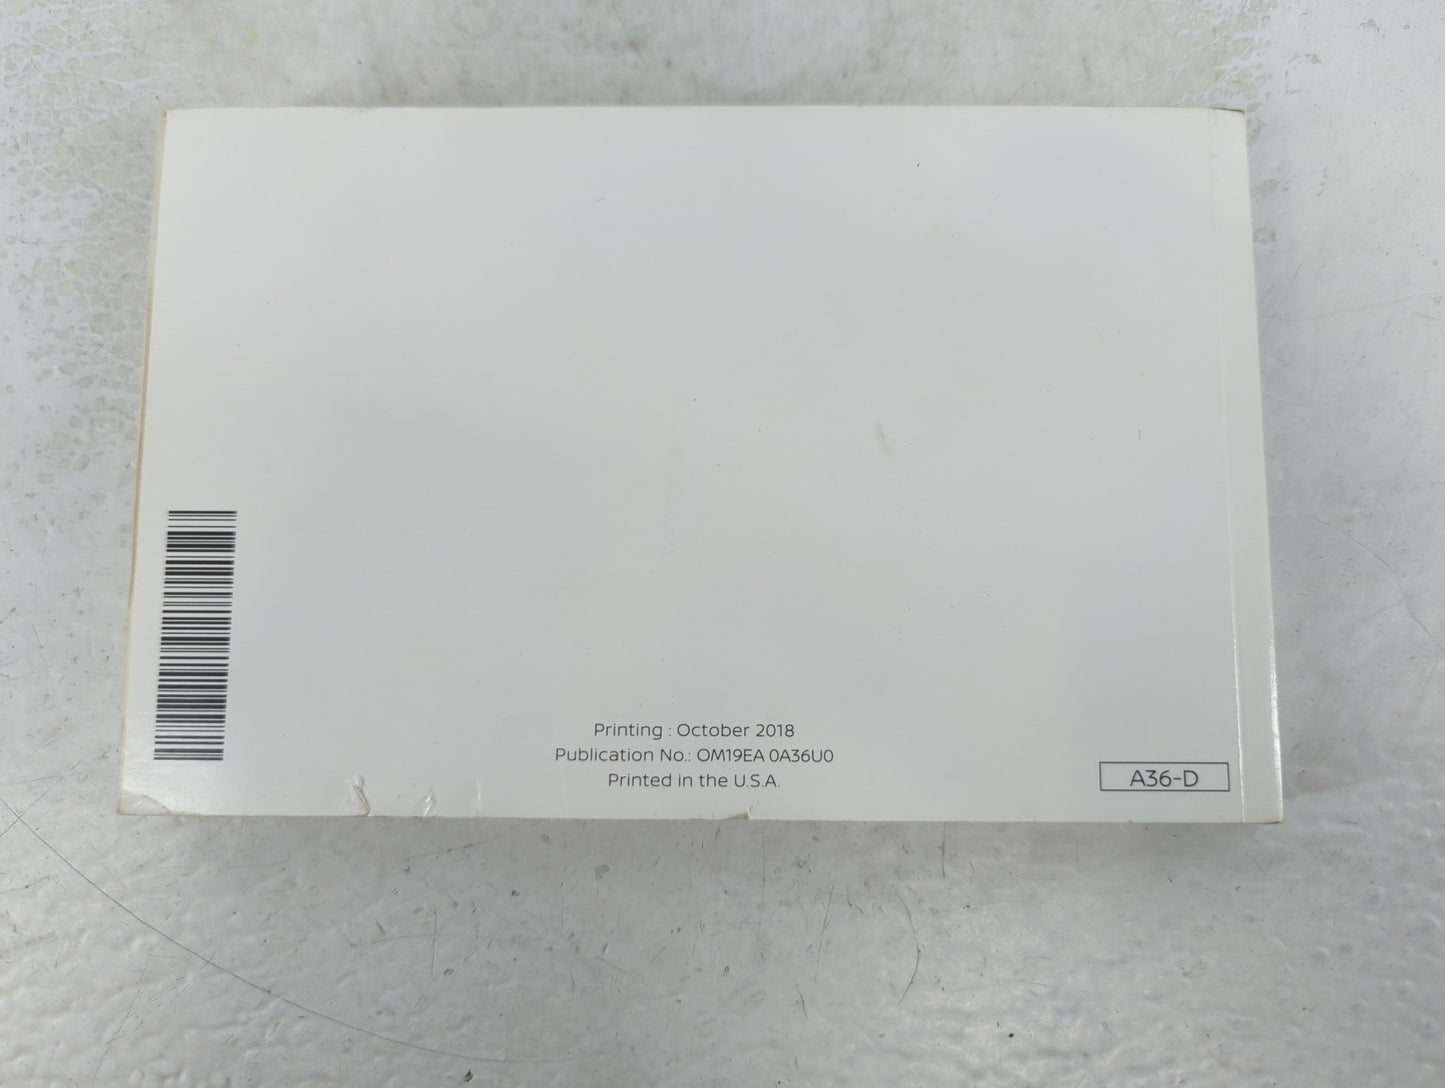 Printing : October 2018
Publication No.: OM19EA 0A36U0
Printed in the U.S.A.
A36-D